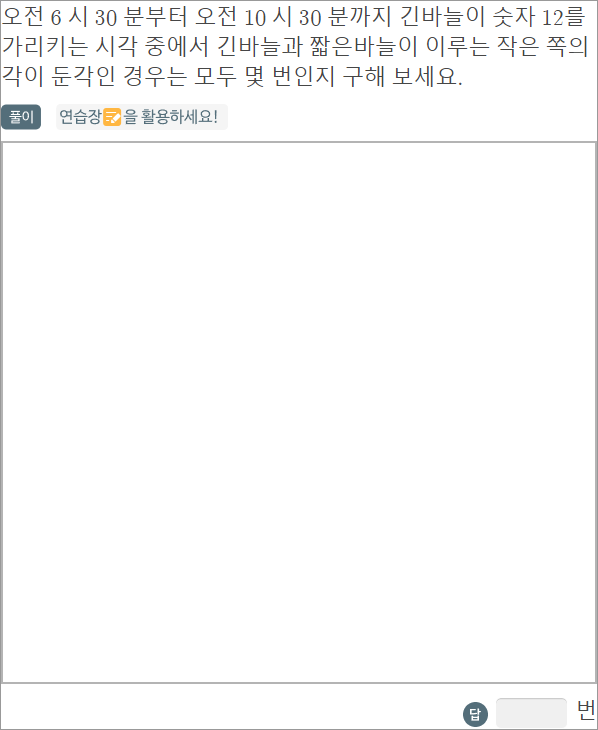 오전 6 시 30 분부터 오전 10 시 30 분까지 긴바늘이 숫자 12를
가리키는 시각 중에서 긴바늘과 짧은바늘이 이루는 작은 쪽의
각이 둔각인 경우는 모두 몇 번인지 구해 보세요.
풀이 연습장을 활용하세요!
답 번